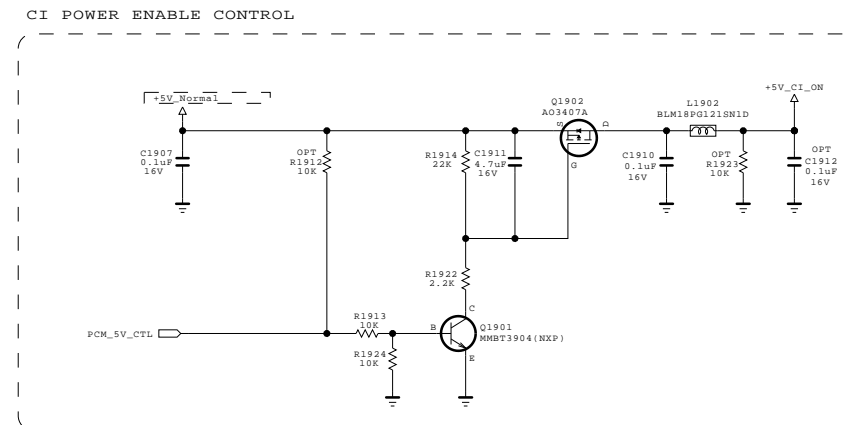 CI POWER ENABLE CONTROL
+5V_Normal
Q1902
AO3407A
S
D
G
L1902
BLM18PG121SN1D
+5V_CI_ON
C1907
0.1uF
16V
OPT
R1912
10K
R1914
22K
C1911
4.7uF
16V
C1910
0.1uF
16V
OPT
R1923
10K
OPT
C1912
0.1uF
16V
R1922
2.2K
PCM_5V_CTL
R1913
10K
R1924
10K
B
C
E
Q1901
MMBT3904(NXP)